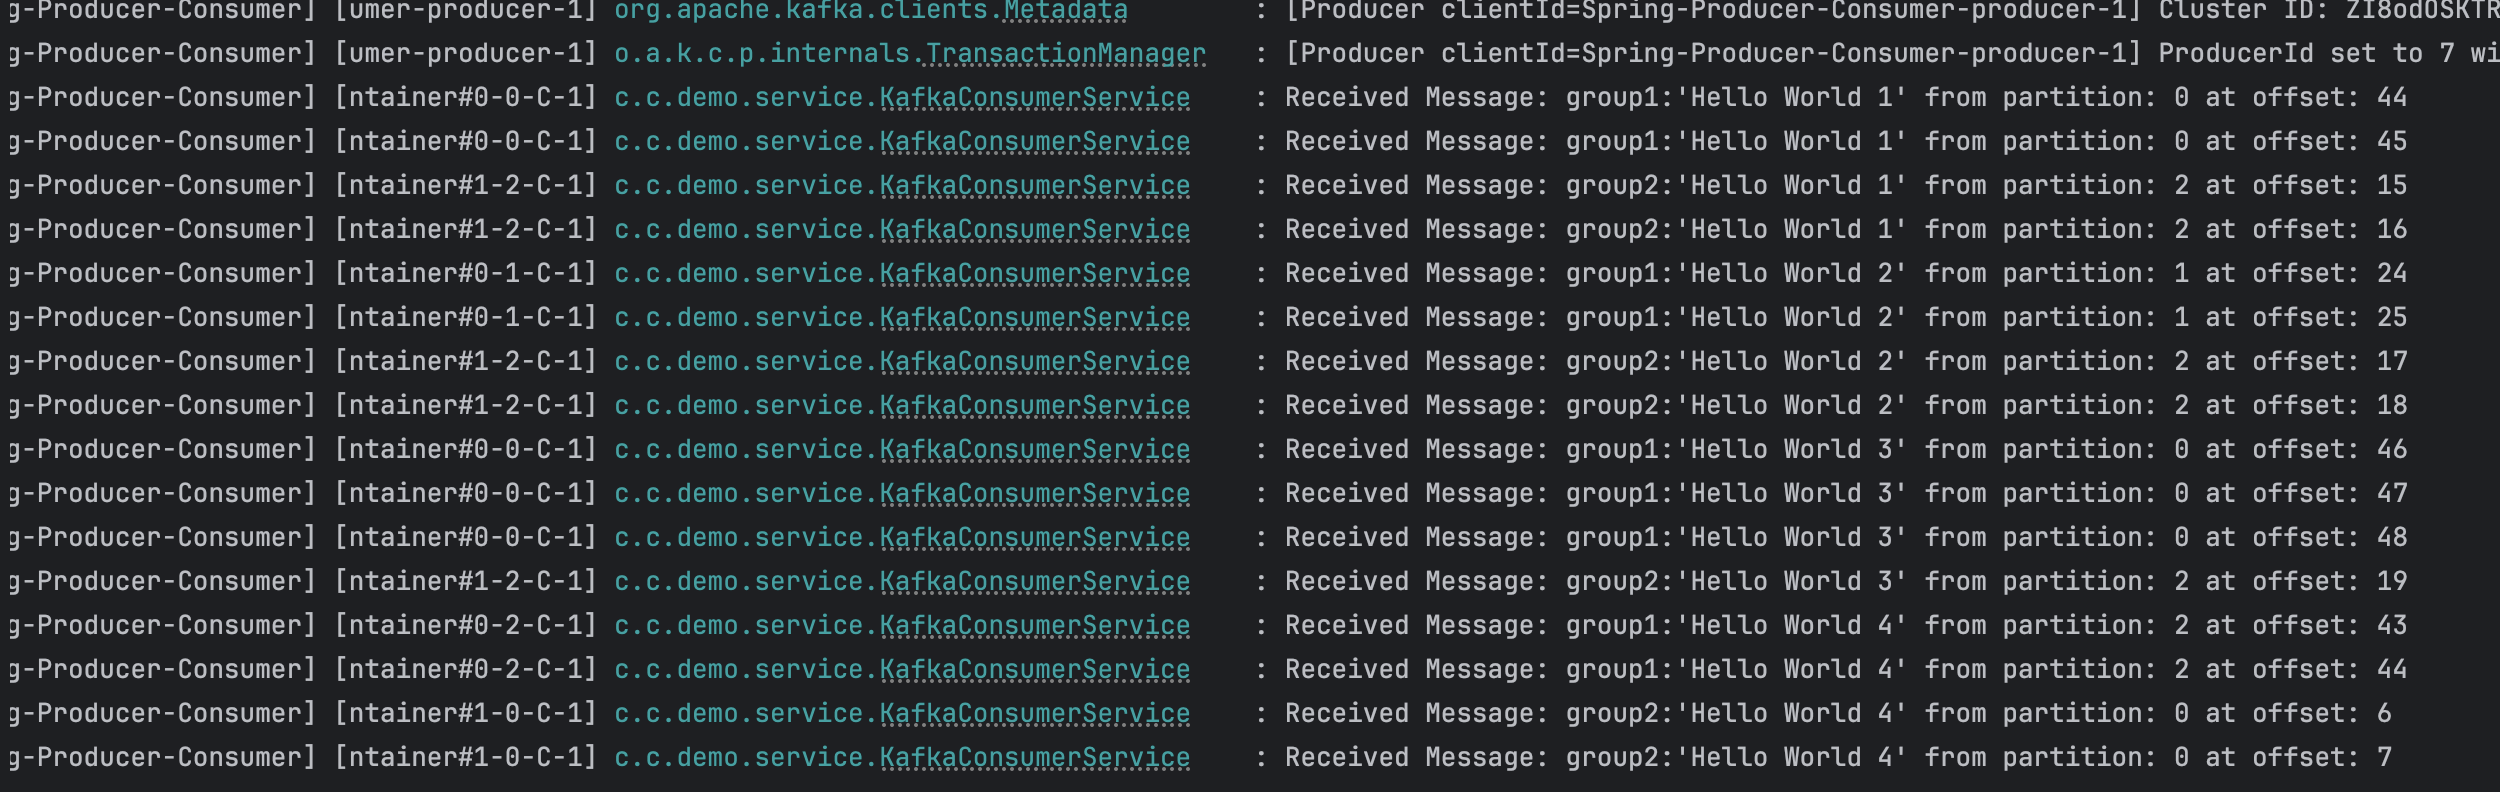 g-Producer-Consumer] [umer-producer-1] org.apache.kafka.clients.Metadata : [Producer clientId=Spring-Producer-Consumer-producer-1] Cluster ID: ZI8odOSKTR
g-Producer-Consumer] [umer-producer-1] o.a.k.c.p.internals.TransactionManager : [Producer clientId=Spring-Producer-Consumer-producer-1] ProducerId set to 7 wi
g-Producer-Consumer] [ntainer#0-0-C-1] c.c.demo.service.KafkaConsumerService : Received Message: group1:'Hello World 1' from partition: 0 at offset: 44
g-Producer-Consumer] [ntainer#0-0-C-1] c.c.demo.service.KafkaConsumerService : Received Message: group1:'Hello World 1' from partition: 0 at offset: 45
g-Producer-Consumer] [ntainer#1-2-C-1] c.c.demo.service.KafkaConsumerService : Received Message: group2:'Hello World 1' from partition: 2 at offset: 15
g-Producer-Consumer] [ntainer#1-2-C-1] c.c.demo.service.KafkaConsumerService : Received Message: group2:'Hello World 1' from partition: 2 at offset: 16
g-Producer-Consumer] [ntainer#0-1-C-1] c.c.demo.service.KafkaConsumerService : Received Message: group1:'Hello World 2' from partition: 1 at offset: 24
g-Producer-Consumer] [ntainer#0-1-C-1] c.c.demo.service.KafkaConsumerService : Received Message: group1:'Hello World 2' from partition: 1 at offset: 25
g-Producer-Consumer] [ntainer#1-2-C-1] c.c.demo.service.KafkaConsumerService : Received Message: group2:'Hello World 2' from partition: 2 at offset: 17
g-Producer-Consumer] [ntainer#1-2-C-1] c.c.demo.service.KafkaConsumerService : Received Message: group2:'Hello World 2' from partition: 2 at offset: 18
g-Producer-Consumer] [ntainer#0-0-C-1] c.c.demo.service.KafkaConsumerService : Received Message: group1:'Hello World 3' from partition: 0 at offset: 46
g-Producer-Consumer] [ntainer#0-0-C-1] c.c.demo.service.KafkaConsumerService : Received Message: group1:'Hello World 3' from partition: 0 at offset: 47
g-Producer-Consumer] [ntainer#0-0-C-1] c.c.demo.service.KafkaConsumerService : Received Message: group1:'Hello World 3' from partition: 0 at offset: 48
g-Producer-Consumer] [ntainer#1-2-C-1] c.c.demo.service.KafkaConsumerService : Received Message: group2:'Hello World 3' from partition: 2 at offset: 19
g-Producer-Consumer] [ntainer#0-2-C-1] c.c.demo.service.KafkaConsumerService : Received Message: group1:'Hello World 4' from partition: 2 at offset: 43
g-Producer-Consumer] [ntainer#0-2-C-1] c.c.demo.service.KafkaConsumerService : Received Message: group1:'Hello World 4' from partition: 2 at offset: 44
g-Producer-Consumer] [ntainer#1-0-C-1] c.c.demo.service.KafkaConsumerService : Received Message: group2:'Hello World 4' from partition: 0 at offset: 6
g-Producer-Consumer] [ntainer#1-0-C-1] c.c.demo.service.KafkaConsumerService : Received Message: group2:'Hello World 4' from partition: 0 at offset: 7